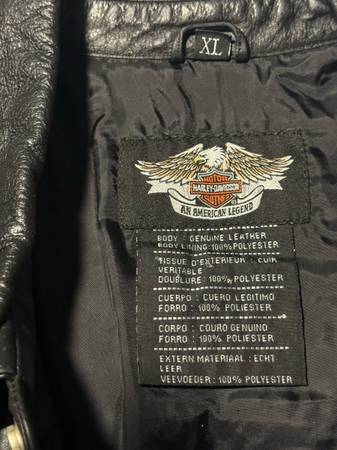 XL
MOTOR
HARLEY-DAVIDSON
CYCLES
AN AMERICAN LEGEND
BODY : GENUINE LEATHER
BODY LINING: 100% POLYESTER
TISSUE D'EXTERIEUR : CUIR
VERITABLE
DOUBLURE : 100% POLYESTER
CUERPO : CUERO LEGITIMO
FORRO : 100% POLIESTER
CORPO : COURO GENUINO
FORRO : 100% POLIESTER
EXTERN MATERIAAL : ECHT
LEER
VEEVOEDER : 100% POLYESTER